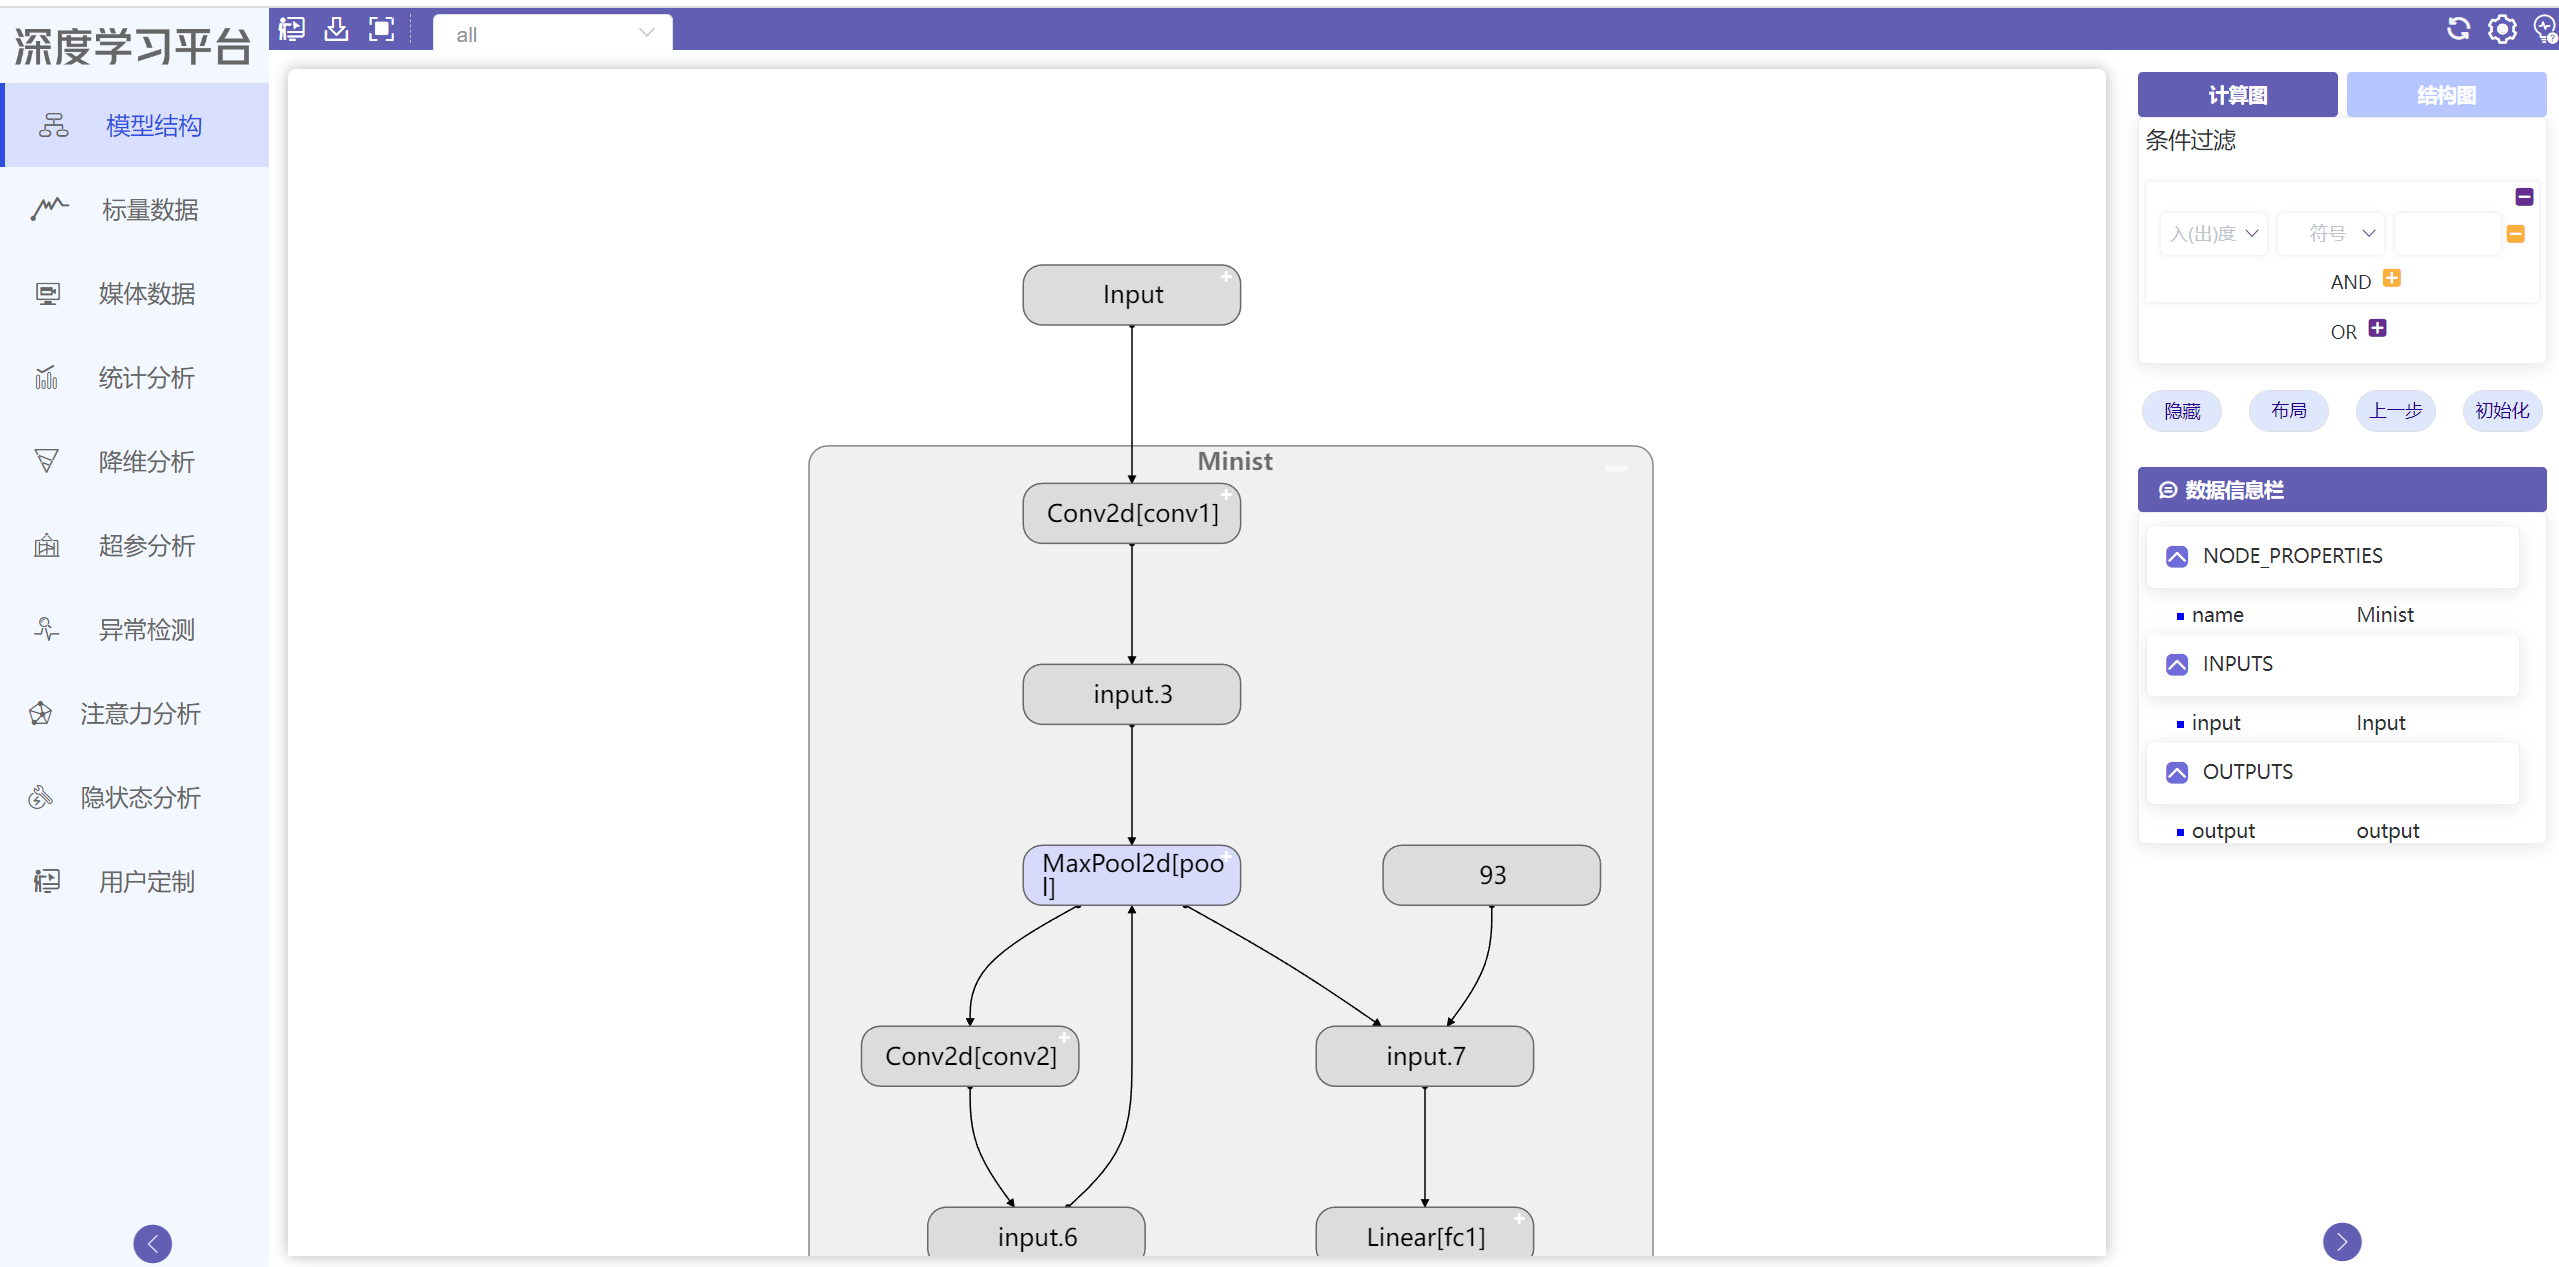 深度学习平台
模型结构
标量数据
媒体数据
统计分析
降维分析
超参分析
异常检测
注意力分析
隐状态分析
用户定制
all
Input
Minist
Conv2d[conv1]
input.3
MaxPool2d[poo
l]
93
Conv2d[conv2]
input.7
input.6
Linear[fc1]
计算图 结构图
条件过滤
入(出)度 符号
AND
OR
隐藏 布局 上一步 初始化
数据信息栏
NODE_PROPERTIES
name Minist
INPUTS
input Input
OUTPUTS
output output